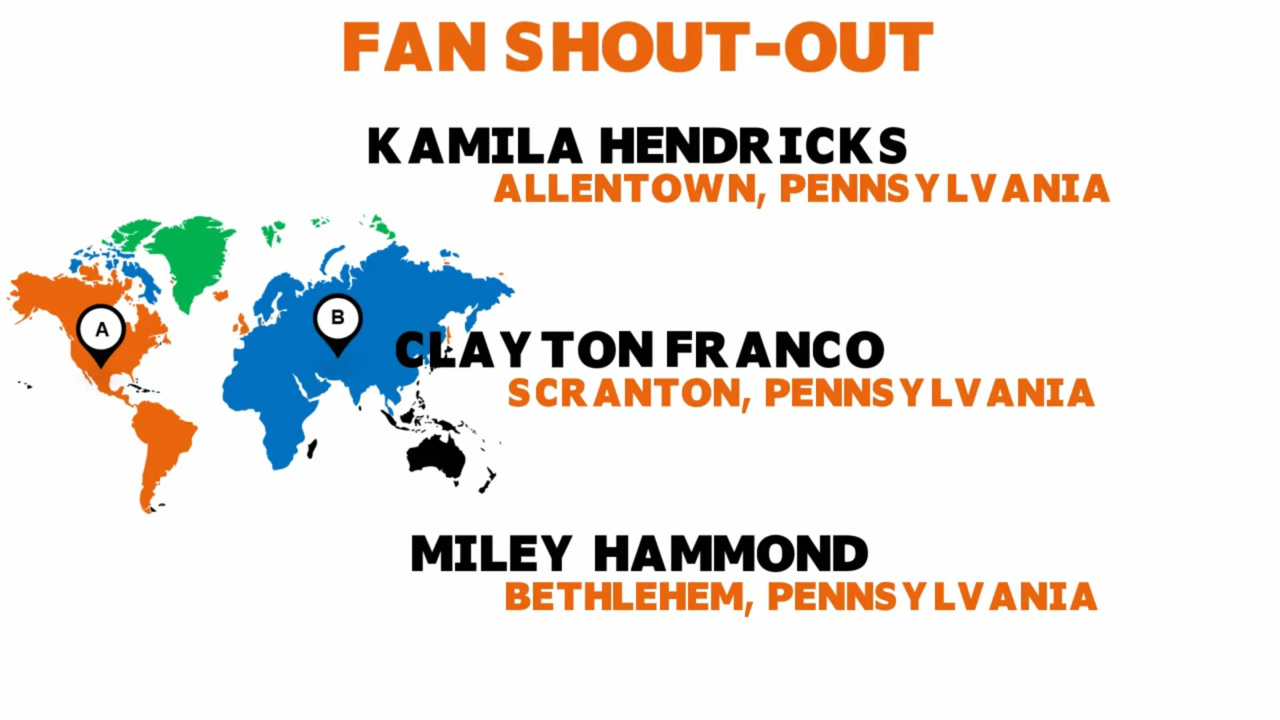 FAN SHOUT-OUT
KAMILA HENDRICKS
ALLENTOWN, PENNSYLVANIA
A
B
CLAYTON FRANCO
SCRANTON, PENNSYLVANIA
MILEY HAMMOND
BETHLEHEM, PENNSYLVANIA